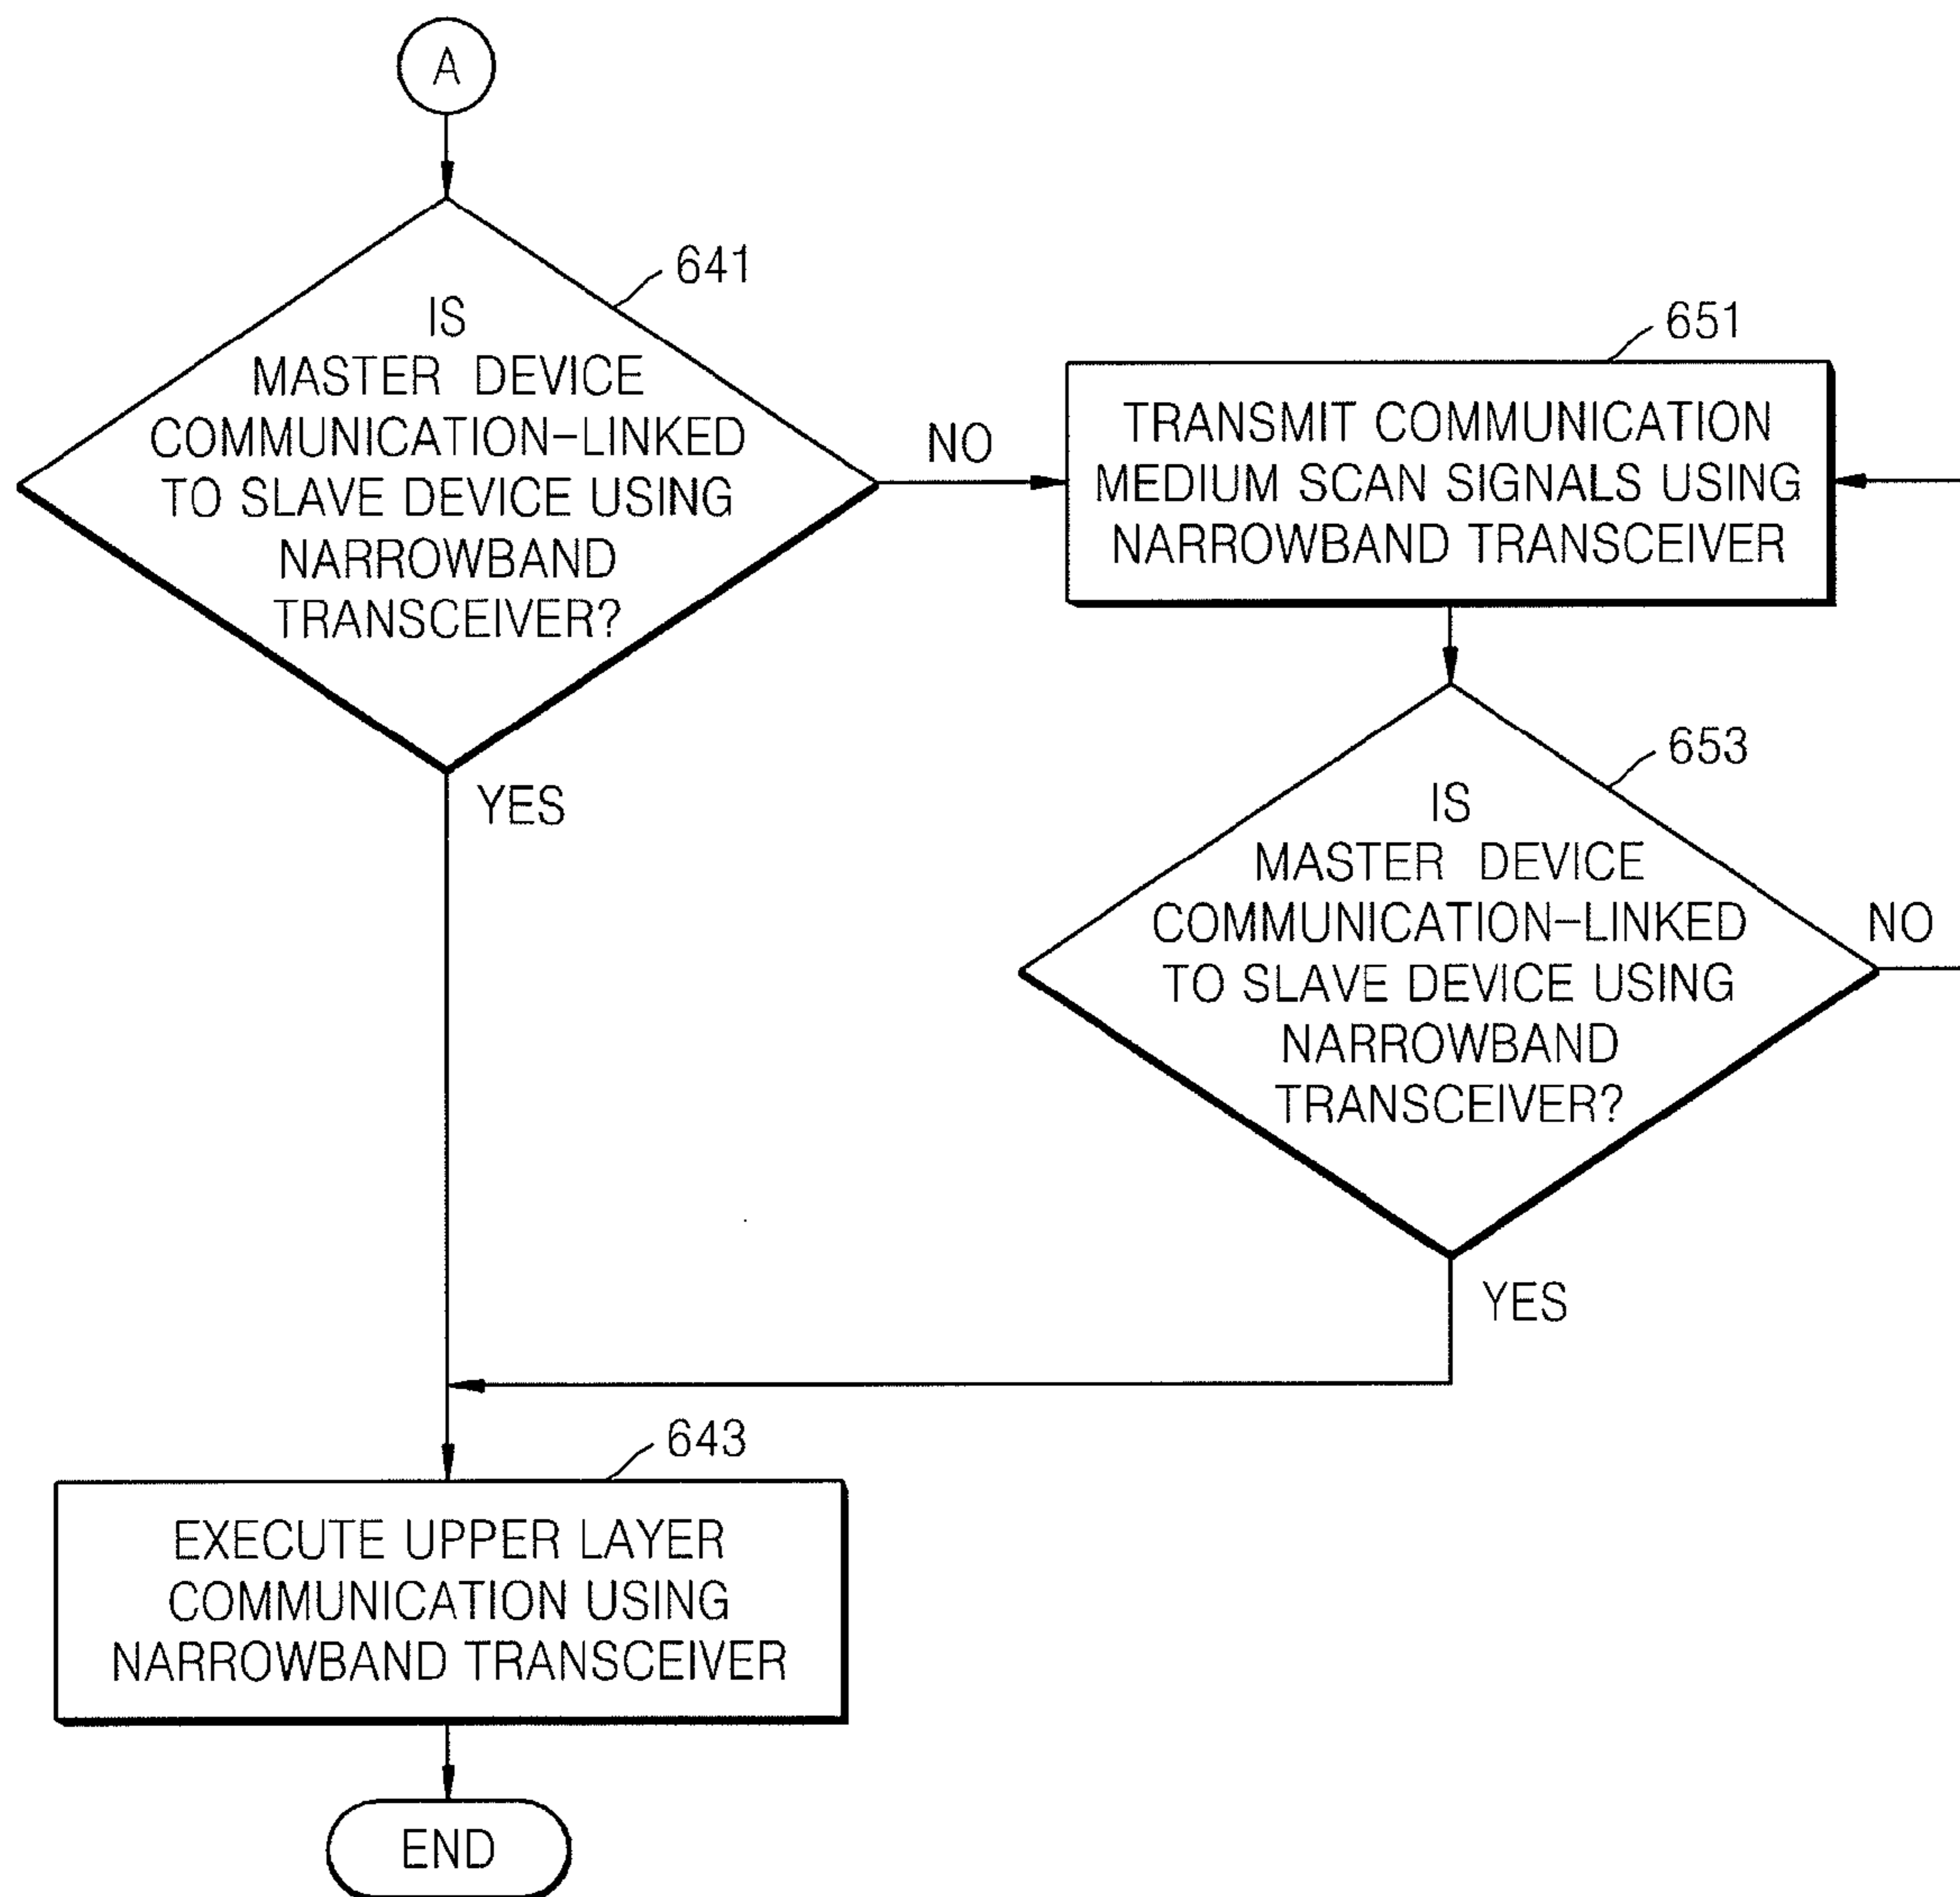 A
641
IS
MASTER DEVICE
COMMUNICATION-LINKED
TO SLAVE DEVICE USING
NARROWBAND
TRANSCEIVER?
NO
YES
651
TRANSMIT COMMUNICATION
MEDIUM SCAN SIGNALS USING
NARROWBAND TRANSCEIVER
653
IS
MASTER DEVICE
COMMUNICATION-LINKED
TO SLAVE DEVICE USING
NARROWBAND
TRANSCEIVER?
NO
YES
643
EXECUTE UPPER LAYER
COMMUNICATION USING
NARROWBAND TRANSCEIVER
END